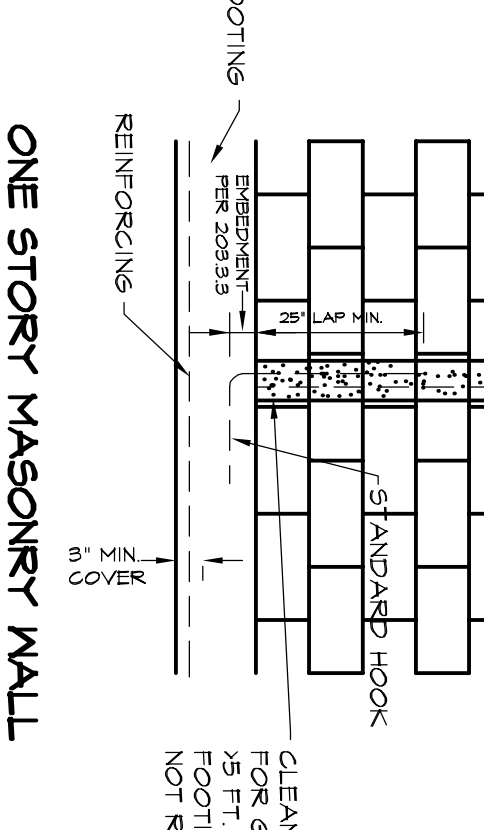 OOTING
EMBEDMENT
PER 203.3.3
REINFORCING
25" LAP MIN.
STANDARD HOOK
3" MIN.
COVER
CLEAN
FOR G
>5 FT.
FOOTI
NOT R
ONE STORY MASONRY WALL